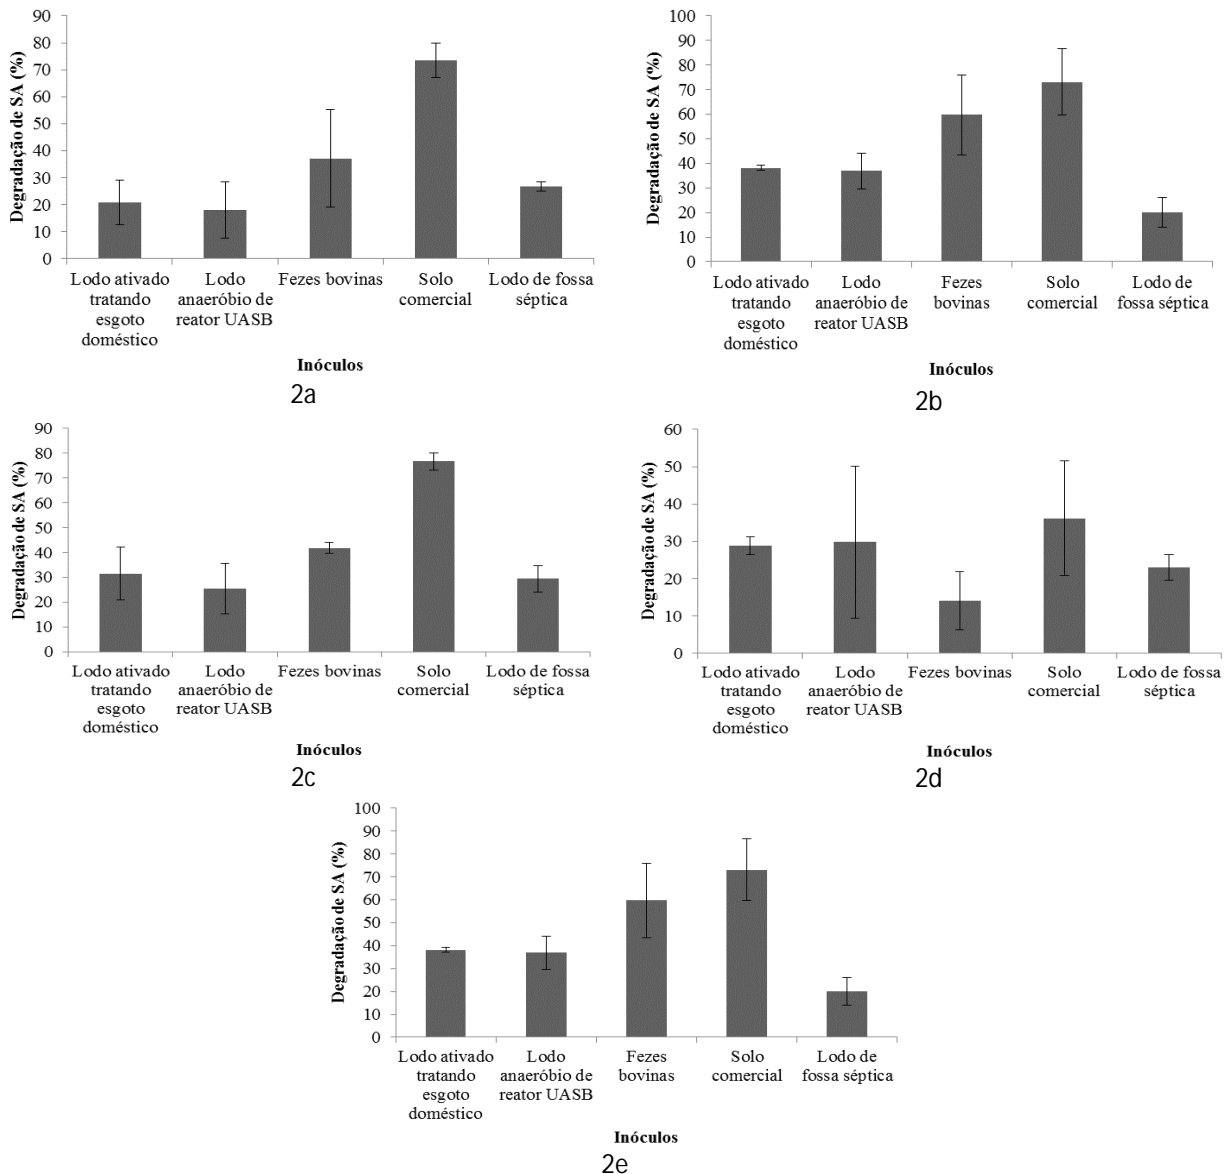 Degradação de SA (%)
90
80
70
60
50
40
30
20
10
0
Lodo ativado
tratando
esgoto
doméstico
Lodo
anaeróbio de
reator UASB
Fezes bovinas
Solo
comercial
Lodo de fossa
séptica
Inóculos
2a
Degradação de SA (%)
100
90
80
70
60
50
40
30
20
10
0
Lodo ativado
tratando
esgoto
doméstico
Lodo
anaeróbio de
reator UASB
Fezes
bovinas
Solo
comercial
Lodo de
fossa séptica
Inóculos
2b
Degradação de SA (%)
90
80
70
60
50
40
30
20
10
0
Lodo ativado
tratando
esgoto
doméstico
Lodo
anaeróbio de
reator UASB
Fezes bovinas
Solo
comercial
Lodo de fossa
séptica
Inóculos
2c
Degradação de SA (%)
60
50
40
30
20
10
0
Lodo ativado
tratando
esgoto
doméstico
Lodo
anaeróbio de
reator UASB
Fezes bovinas
Solo
comercial
Lodo de fossa
séptica
Inóculos
2d
Degradação de SA (%)
100
90
80
70
60
50
40
30
20
10
0
Lodo ativado
tratando
esgoto
doméstico
Lodo
anaeróbio de
reator UASB
Fezes
bovinas
Solo
comercial
Lodo de
fossa séptica
Inóculos
2e